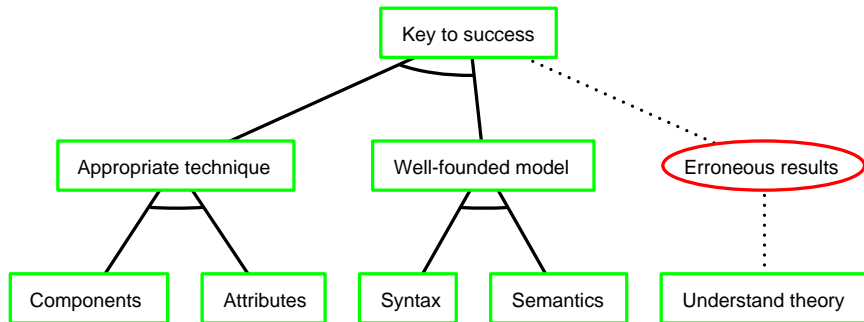 Key to success
Appropriate technique
Well-founded model
Erroneous results
Components
Attributes
Syntax
Semantics
Understand theory